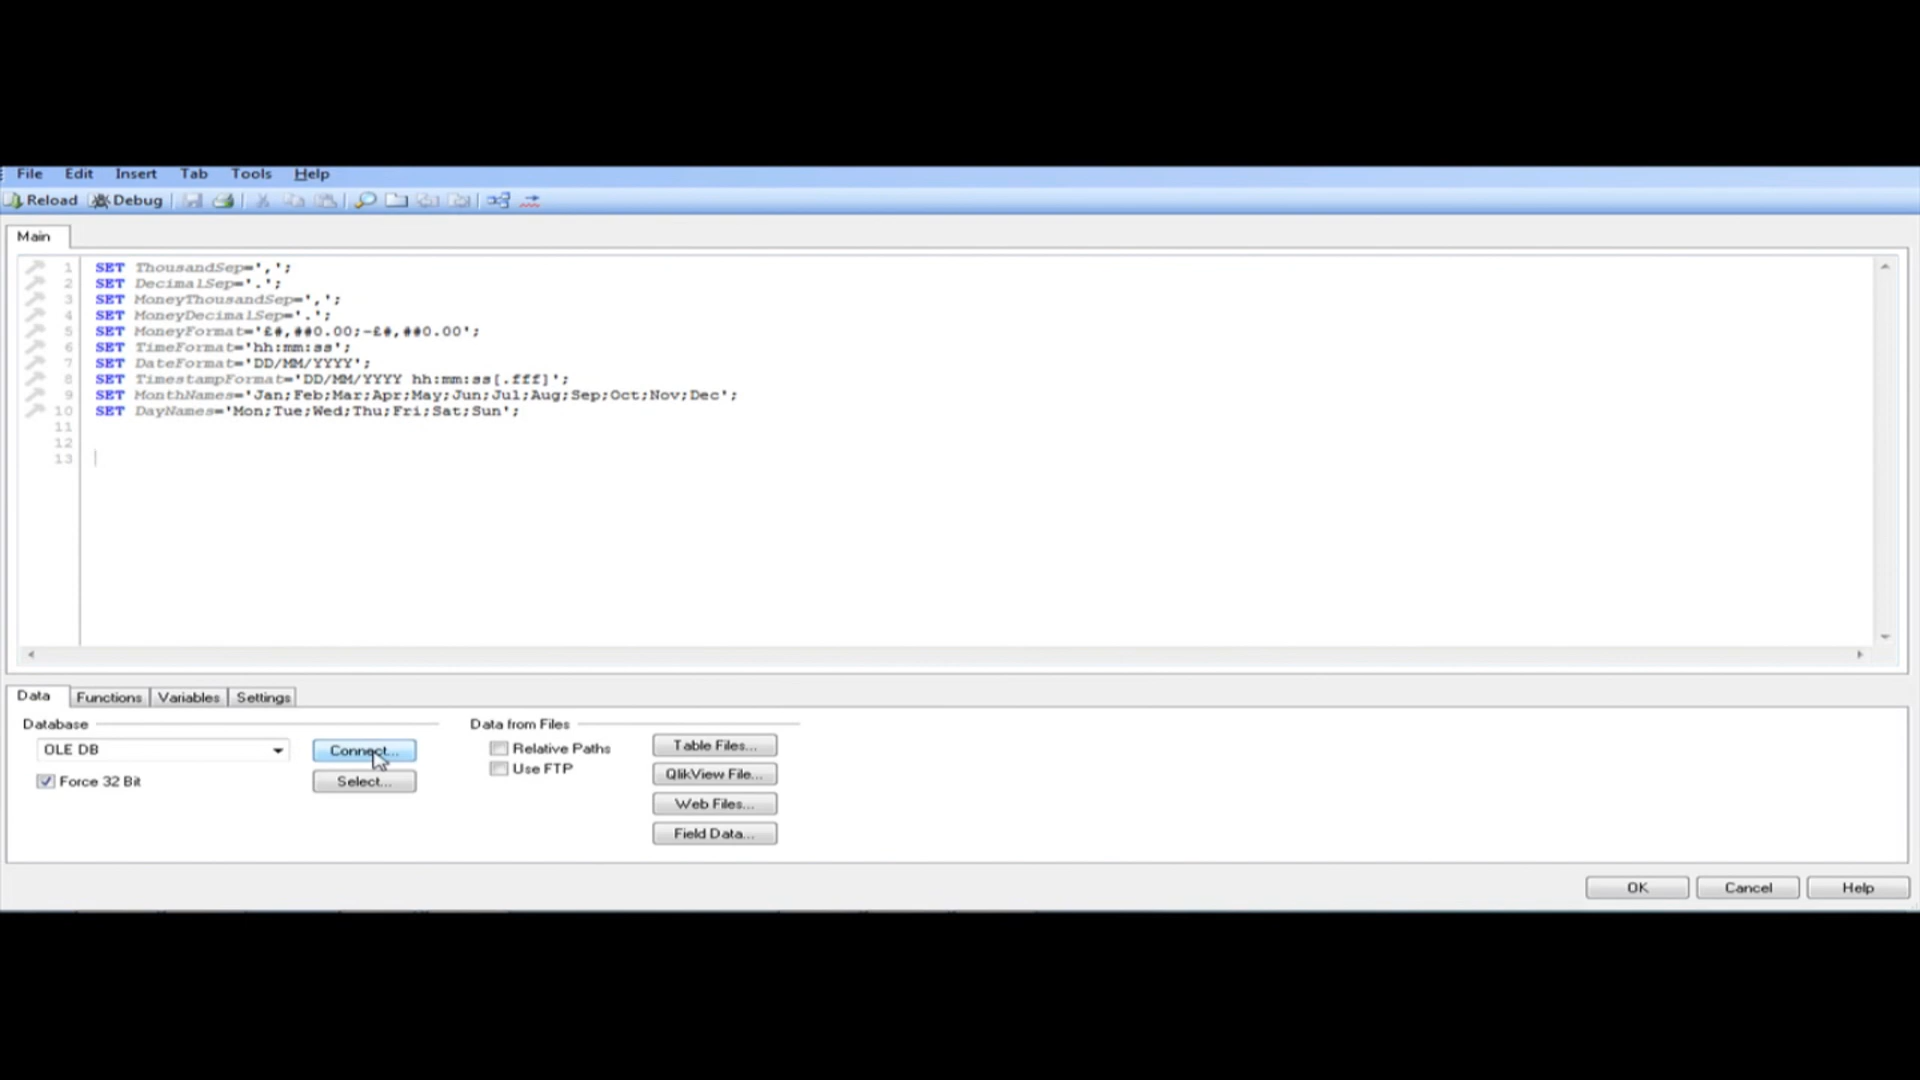 File Edit Insert Tab Tools Help
Reload Debug
Main
1 SET ThousandSep=',';
2 SET DecimalSep='.';
3 SET MoneyThousandSep=',';
4 SET MoneyDecimalSep='.';
5 SET MoneyFormat='£#,##0.00;-£#,##0.00';
6 SET TimeFormat='hh:mm:ss';
7 SET DateFormat='DD/MM/YYYY';
8 SET TimestampFormat='DD/MM/YYYY hh:mm:ss[.fff]';
9 SET MonthNames='Jan;Feb;Mar;Apr;May;Jun;Jul;Aug;Sep;Oct;Nov;Dec';
10 SET DayNames='Mon;Tue;Wed;Thu;Fri;Sat;Sun';
11
12
13
Data Functions Variables Settings
Database Data from Files
OLE DB Connect... Relative Paths Table Files...
Use FTP QlikView File...
Force 32 Bit Select...
Web Files...
Field Data...
OK Cancel Help